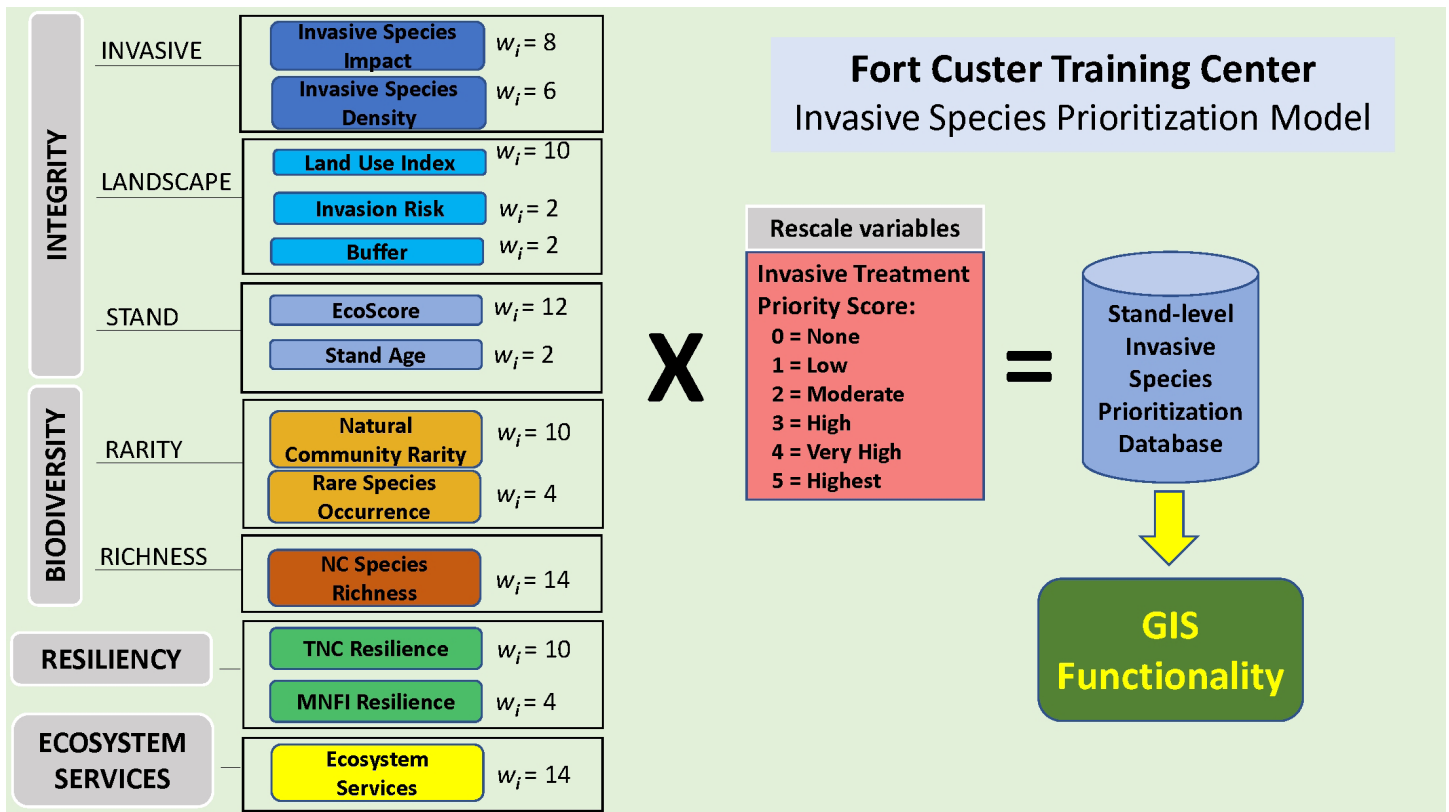 Fort Custer Training Center
Invasive Species Prioritization Model
INTEGRITY
INVASIVE
Invasive Species
Impact
wi = 8
Invasive Species
Density
wi = 6
LANDSCAPE
Land Use Index
wi = 10
Invasion Risk
wi = 2
Buffer
wi = 2
STAND
EcoScore
wi = 12
Stand Age
wi = 2
BIODIVERSITY
RARITY
Natural
Community Rarity
wi = 10
Rare Species
Occurrence
wi = 4
RICHNESS
NC Species
Richness
wi = 14
RESILIENCY
TNC Resilience
wi = 10
MNFI Resilience
wi = 4
ECOSYSTEM
SERVICES
Ecosystem
Services
wi = 14
X
Rescale variables
Invasive Treatment
Priority Score:
0 = None
1 = Low
2 = Moderate
3 = High
4 = Very High
5 = Highest
=
Stand-level
Invasive
Species
Prioritization
Database
GIS
Functionality